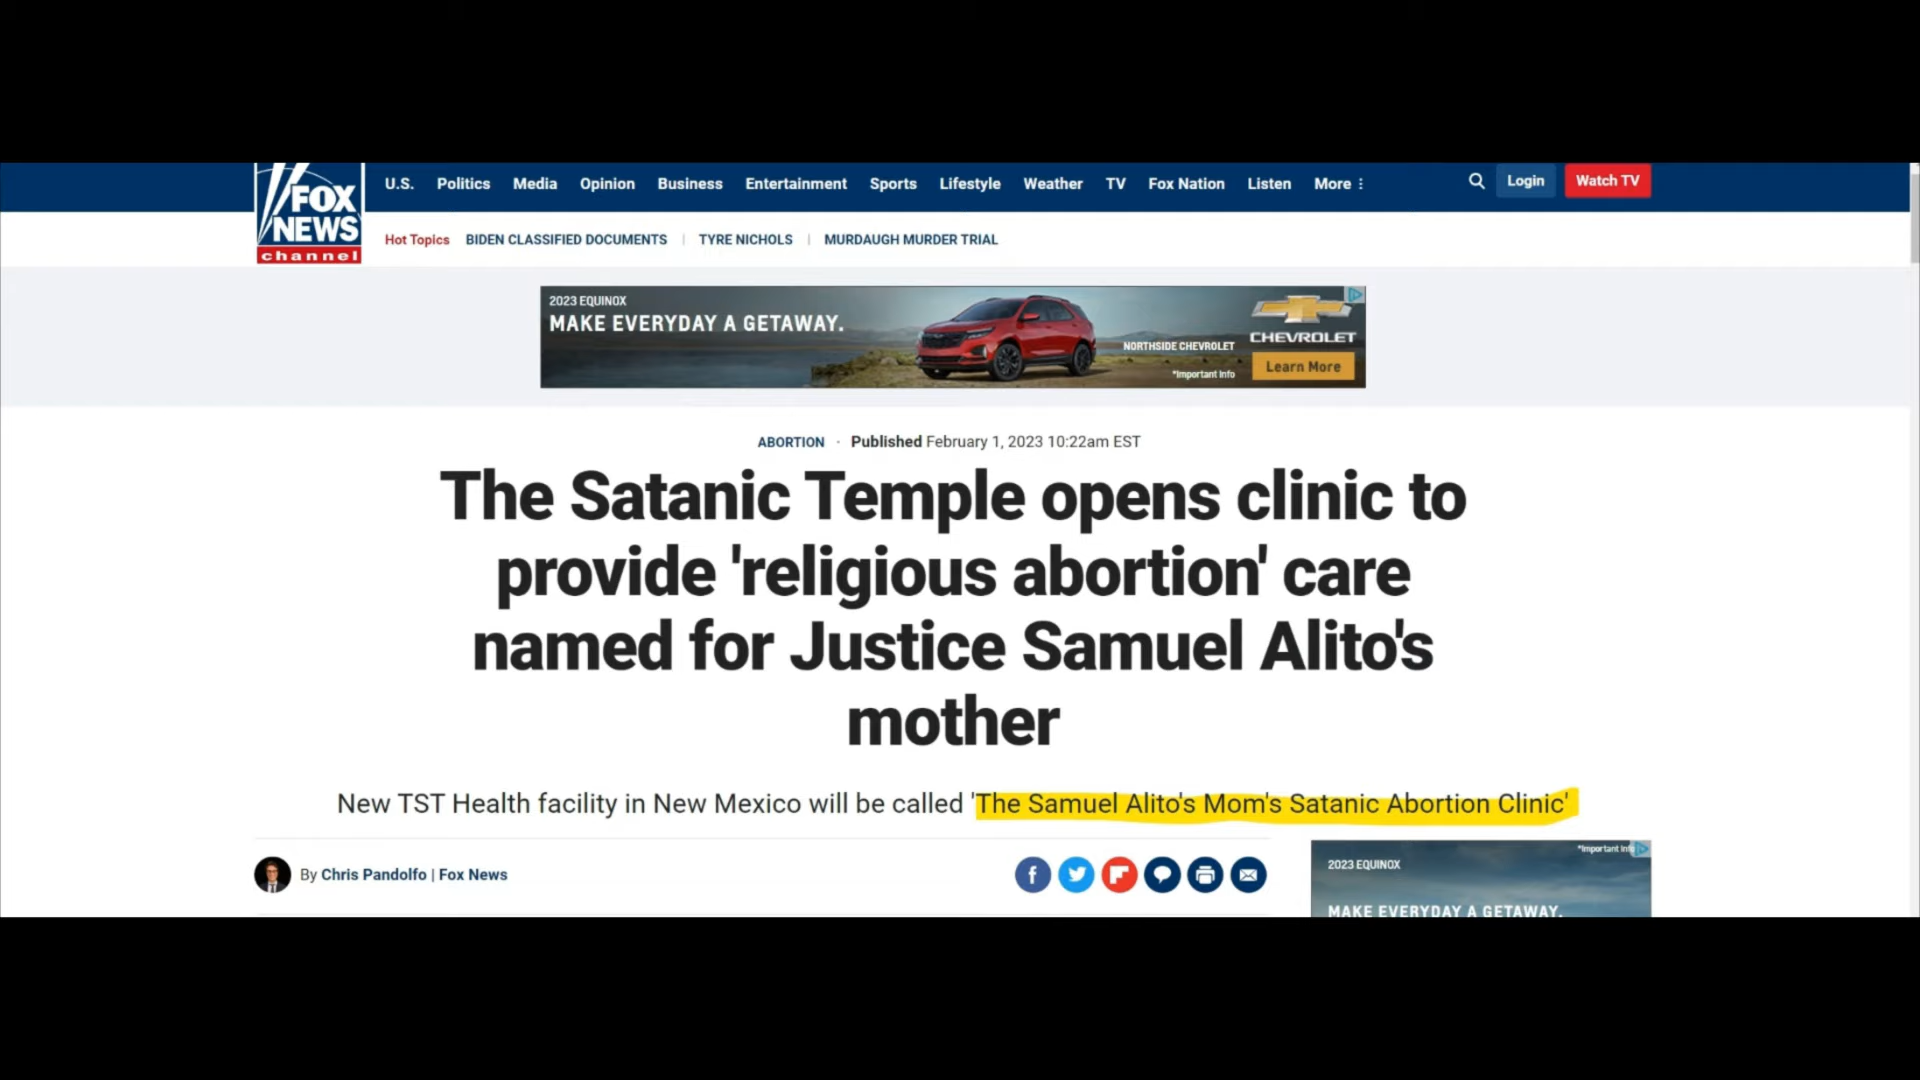 FOX
NEWS
channel
U.S. Politics Media Opinion Business Entertainment Sports Lifestyle Weather TV Fox Nation Listen More Login Watch TV
Hot Topics BIDEN CLASSIFIED DOCUMENTS | TYRE NICHOLS | MURDAUGH MURDER TRIAL
2023 EQUINOX
MAKE EVERYDAY A GETAWAY.
NORTHSIDE CHEVROLET
*Important Info
CHEVROLET
Learn More
ABORTION · Published February 1, 2023 10:22am EST
The Satanic Temple opens clinic to
provide 'religious abortion' care
named for Justice Samuel Alito's
mother
New TST Health facility in New Mexico will be called 'The Samuel Alito's Mom's Satanic Abortion Clinic'
By Chris Pandolfo | Fox News
*Important Info
2023 EQUINOX
MAKE EVERYDAY A GETAWAY.